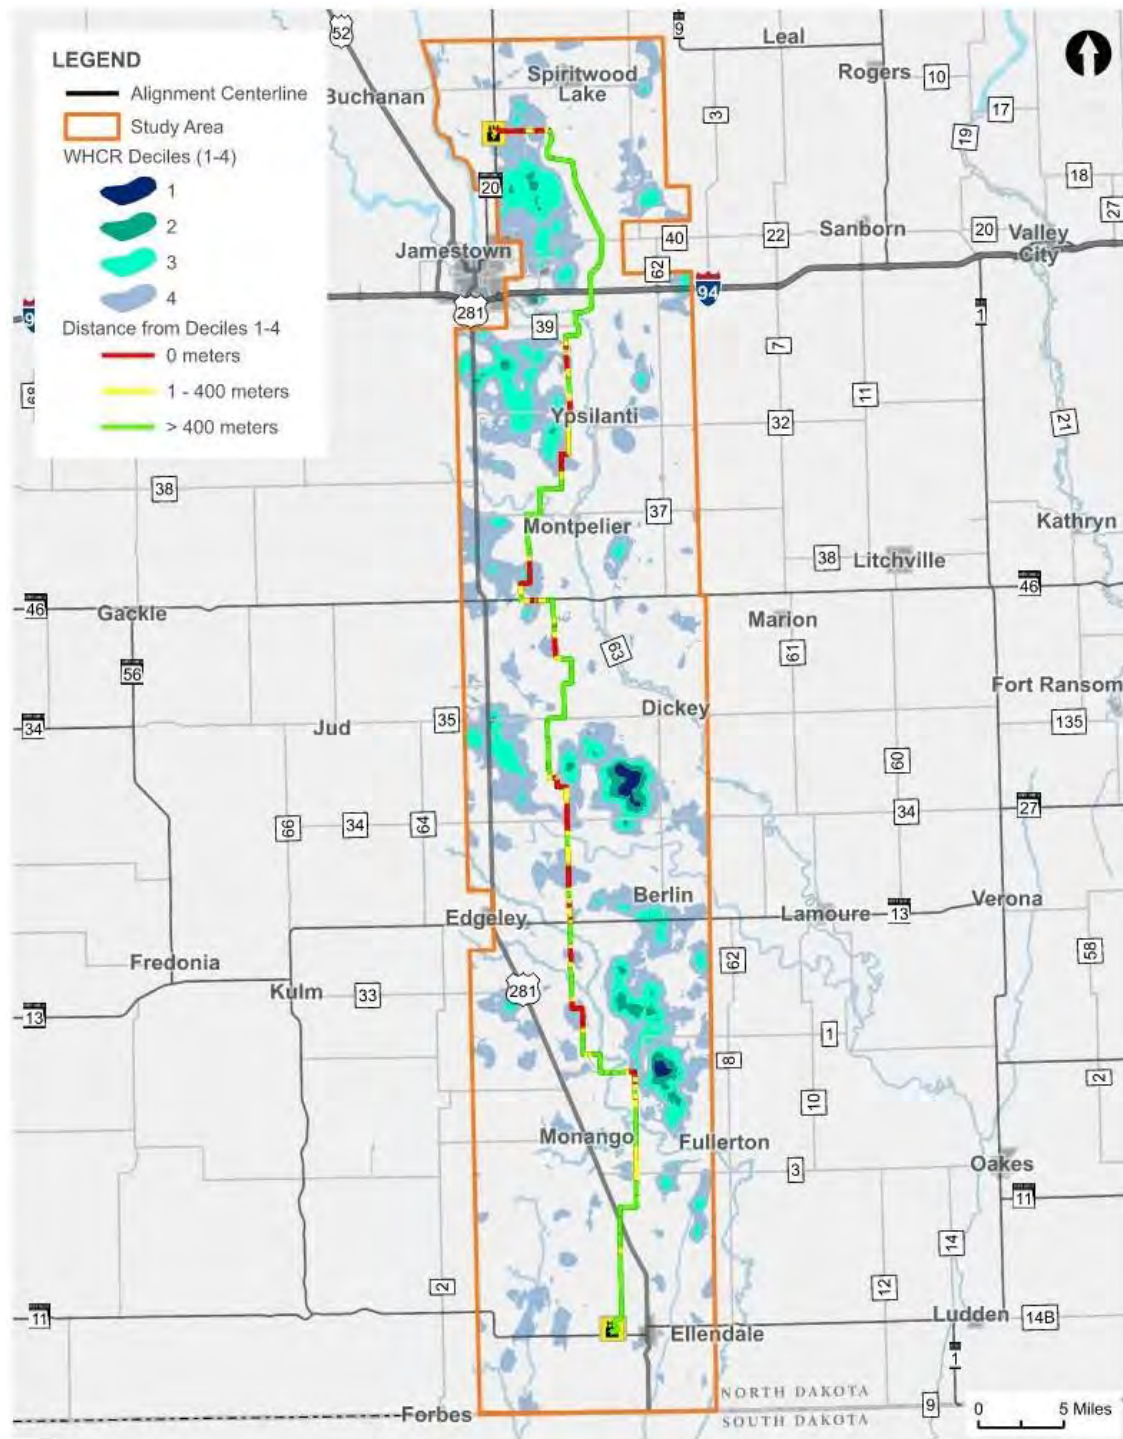 LEGEND
Alignment Centerline
Study Area
WHCR Deciles (1-4)
1
2
3
4
Distance from Deciles 1-4
0 meters
1 - 400 meters
> 400 meters
52
9
Leal
Spiritwood
Lake
Rogers
10
Buchanan
3
17
19
20
18
27
Jamestown
40
22
Sanborn
20
Valley
City
62
94
281
39
1
7
68
11
Ypsilanti
32
21
38
37
Montpelier
Kathryn
38
Litchville
46
46
Gackle
Marion
63
61
56
Fort Ransom
Dickey
35
34
Jud
135
60
66
34
64
34
27
Berlin
Verona
Edgeley
Lamoure
13
58
62
Fredonia
Kulm
33
281
13
1
8
2
10
Monango
Fullerton
3
Oakes
11
14
2
12
11
Ludden
14B
Ellendale
1
NORTH DAKOTA
Forbes
SOUTH DAKOTA
9
0
5 Miles